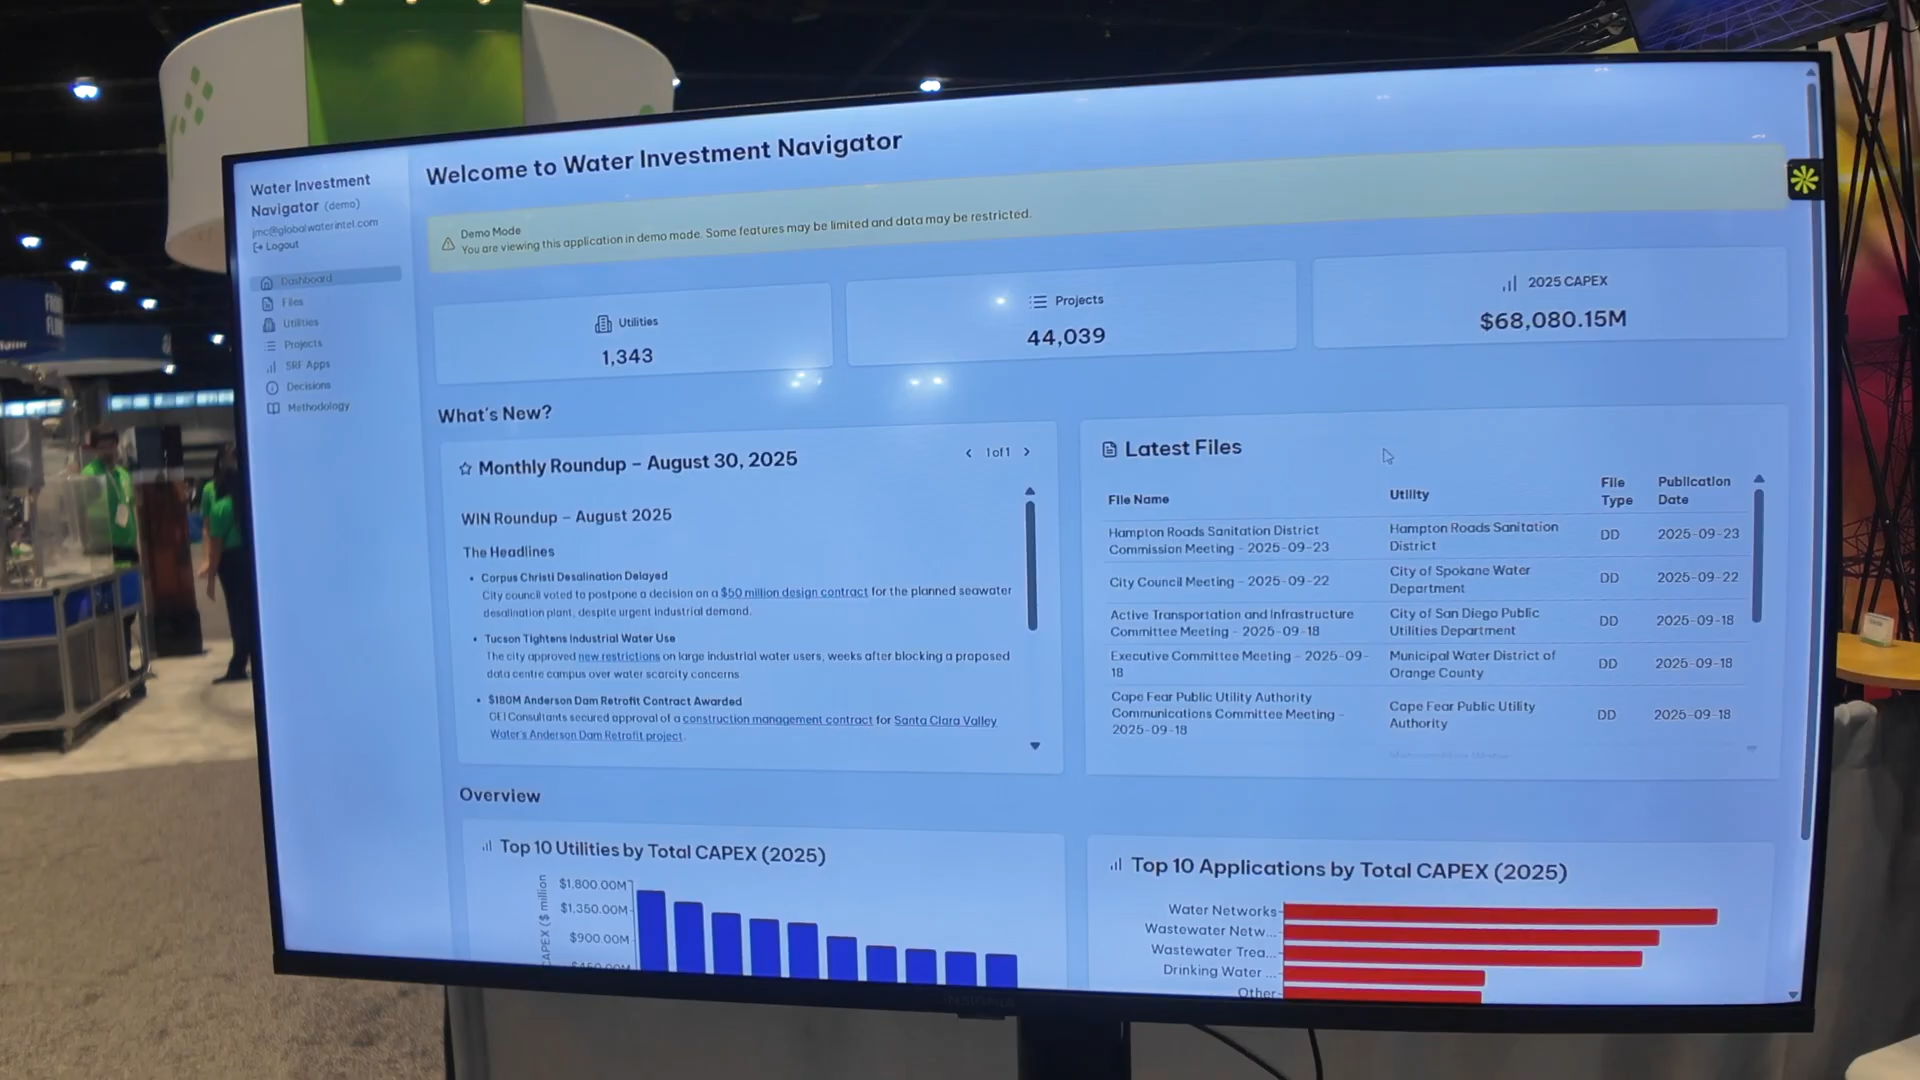 Welcome to Water Investment Navigator
Water Investment
Navigator (demo)
jmc@globalwaterintel.com
Logout
Dashboard
Files
Utilities
Projects
SRF Apps
Decisions
Methodology
Demo Mode
You are viewing this application in demo mode. Some features may be limited and data may be restricted.
Utilities
1,343
Projects
44,039
2025 CAPEX
$68,080.15M
What's New?
Monthly Roundup – August 30, 2025
1 of 1
WIN Roundup – August 2025
The Headlines
• Corpus Christi Desalination Delayed
City council voted to postpone a decision on a $50 million design contract for the planned seawater
desalination plant, despite urgent industrial demand.
• Tucson Tightens Industrial Water Use
The city approved new restrictions on large industrial water users, weeks after blocking a proposed
data centre campus over water scarcity concerns.
• $180M Anderson Dam Retrofit Contract Awarded
GEI Consultants secured approval of a construction management contract for Santa Clara Valley
Water's Anderson Dam Retrofit project.
Latest Files
File Name Utility File Type Publication Date
Hampton Roads Sanitation District Commission Meeting - 2025-09-23 Hampton Roads Sanitation District DD 2025-09-23
City Council Meeting - 2025-09-22 City of Spokane Water Department DD 2025-09-22
Active Transportation and Infrastructure Committee Meeting - 2025-09-18 City of San Diego Public Utilities Department DD 2025-09-18
Executive Committee Meeting - 2025-09-18 Municipal Water District of Orange County DD 2025-09-18
Cape Fear Public Utility Authority Communications Committee Meeting - 2025-09-18 Cape Fear Public Utility Authority DD 2025-09-18
Overview
Top 10 Utilities by Total CAPEX (2025)
CAPEX ($ million
$1,800.00M
$1,350.00M
$900.00M
$450.00M
Top 10 Applications by Total CAPEX (2025)
Water Networks
Wastewater Netw...
Wastewater Trea...
Drinking Water ...
Other
INSIGNIA